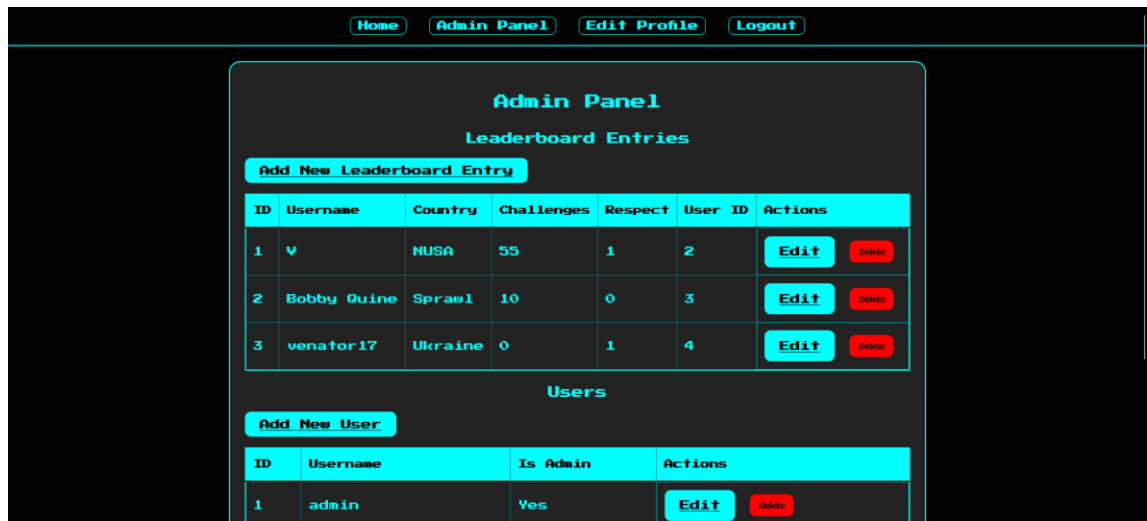 Home Admin Panel Edit Profile Logout
Admin Panel
Leaderboard Entries
Add New Leaderboard Entry
ID Username Country Challenges Respect User ID Actions
1 V NUSA 55 1 2 Edit Delete
2 Bobby Quine Sprawl 10 0 3 Edit Delete
3 venator17 Ukraine 0 1 4 Edit Delete
Users
Add New User
ID Username Is Admin Actions
1 admin Yes Edit Delete